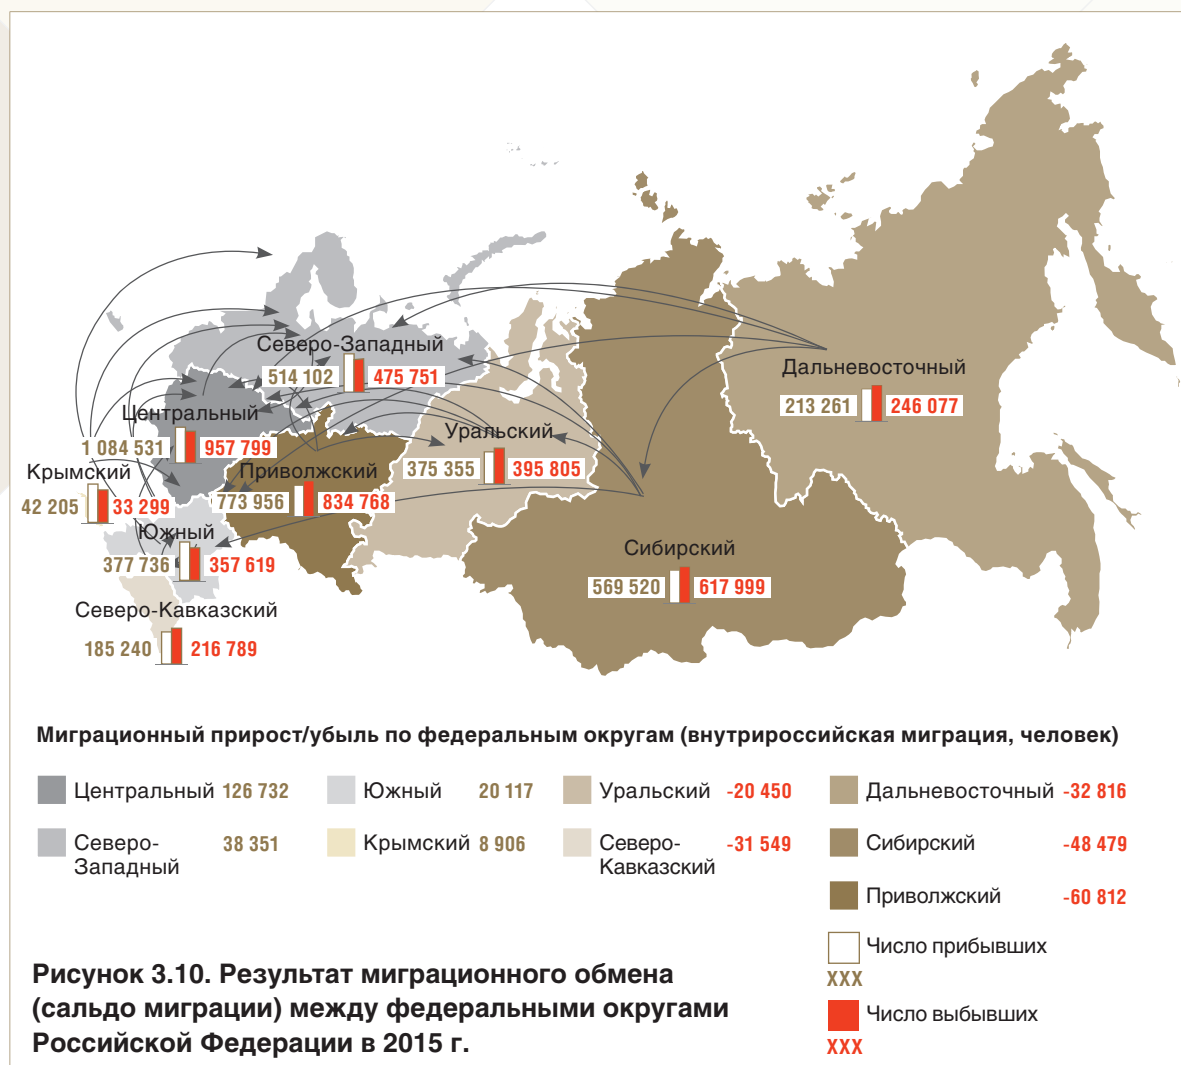 Северо-Западный
514 102 475 751
Дальневосточный
213 261 246 077
Центральный
1 084 531 957 799
Уральский
375 355 395 805
Крымский
42 205 33 299
Приволжский
773 956 834 768
Южный
377 736 357 619
Сибирский
569 520 617 999
Северо-Кавказский
185 240 216 789
Миграционный прирост/убыль по федеральным округам (внутрироссийская миграция, человек)
Центральный 126 732
Южный 20 117
Уральский -20 450
Дальневосточный -32 816
Северо-
Западный 38 351
Крымский 8 906
Северо-
Кавказский -31 549
Сибирский -48 479
Приволжский -60 812
Число прибывших
XXX
Число выбывших
XXX
Рисунок 3.10. Результат миграционного обмена
(сальдо миграции) между федеральными округами
Российской Федерации в 2015 г.